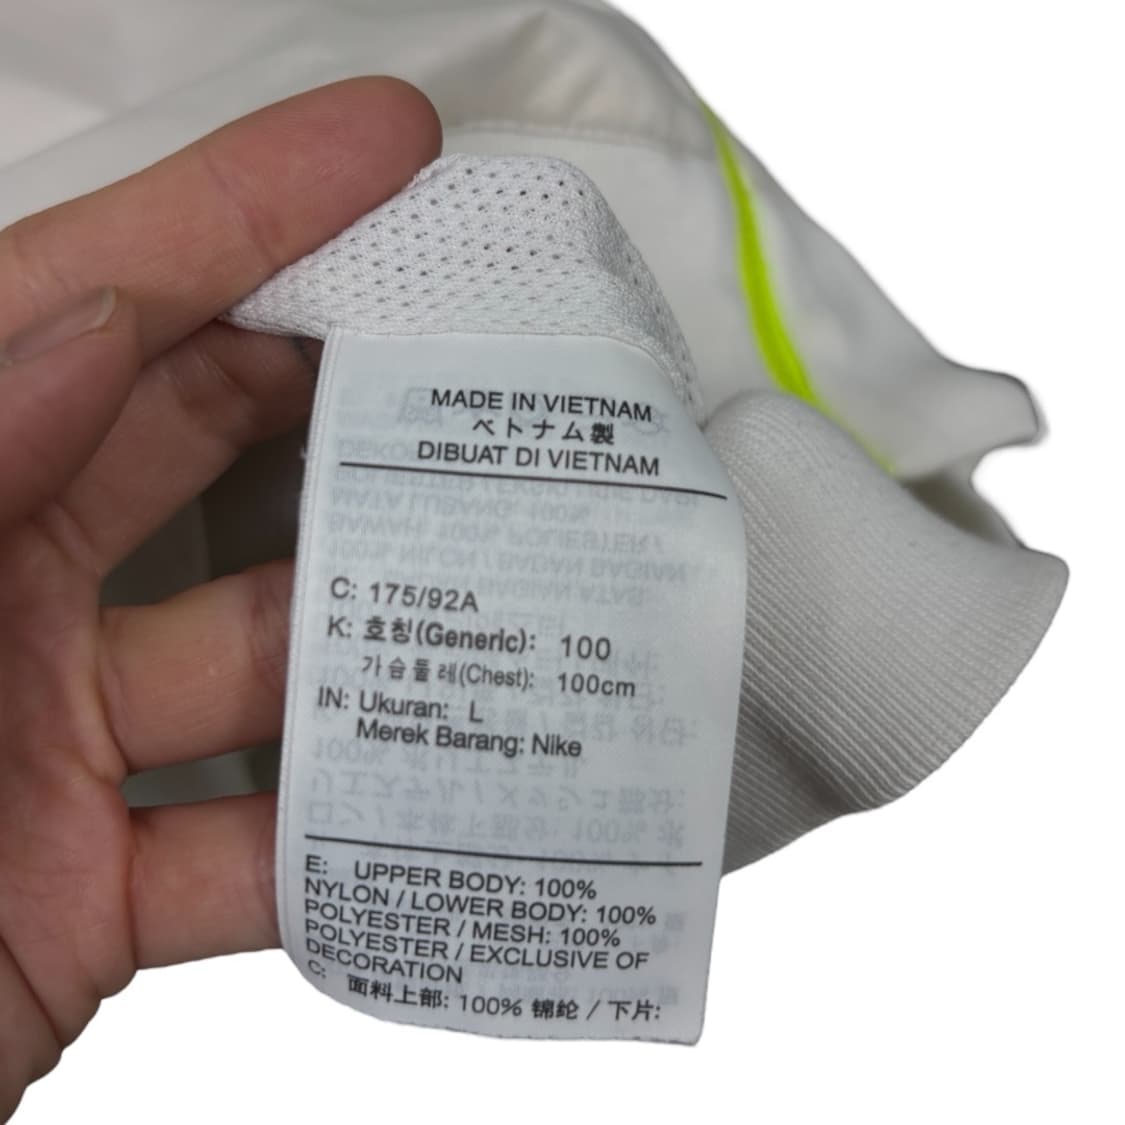 MADE IN VIETNAM
ベトナム製
DIBUAT DI VIETNAM
C: 175/92A
K: 호칭(Generic): 100
가슴둘레(Chest): 100cm
IN: Ukuran: L
Merek Barang: Nike
E: UPPER BODY: 100%
NYLON / LOWER BODY: 100%
POLYESTER / MESH: 100%
POLYESTER / EXCLUSIVE OF
DECORATION
C: 面料上部: 100% 锦纶 / 下片: